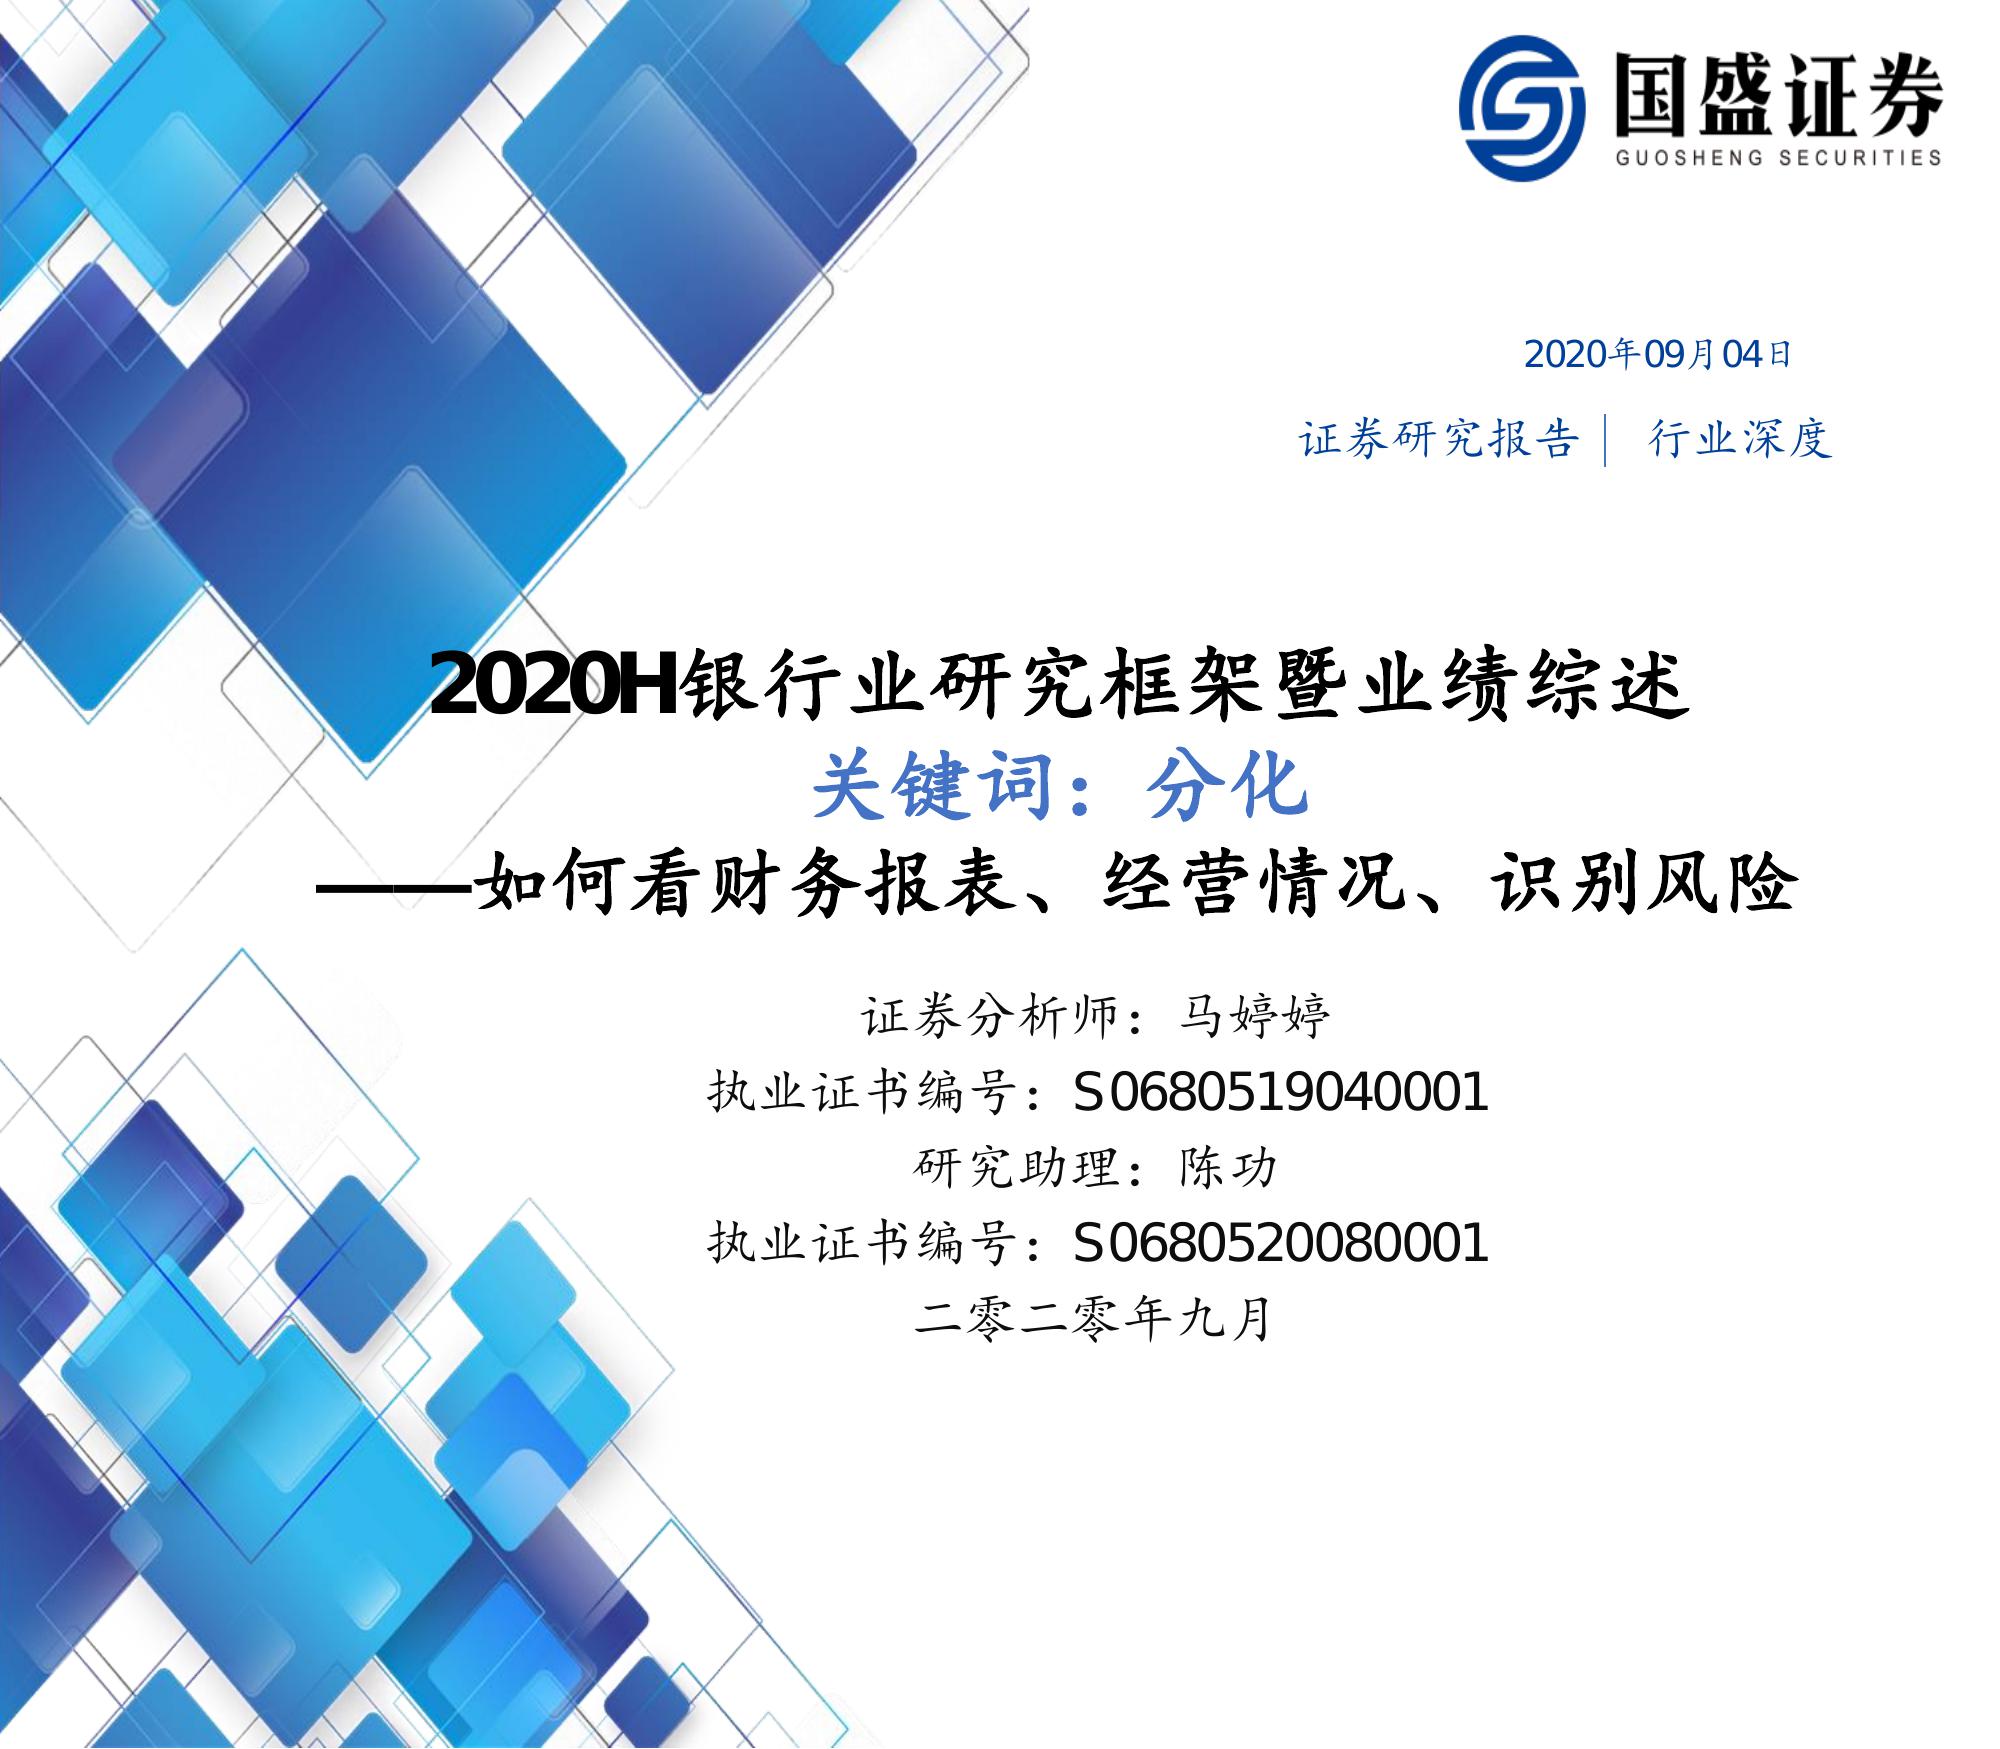 国盛证券
GUOSHENG SECURITIES
2020年09月04日
证券研究报告 | 行业深度
2020H银行业研究框架暨业绩综述
关键词：分化
——如何看财务报表、经营情况、识别风险
证券分析师：马婷婷
执业证书编号：S0680519040001
研究助理：陈功
执业证书编号：S0680520080001
二零二零年九月